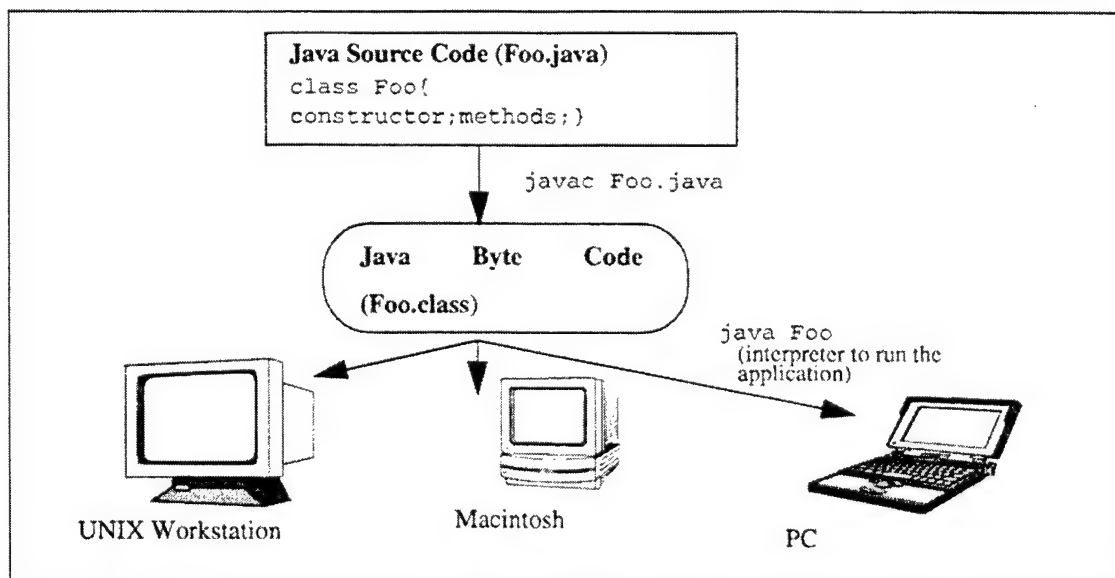 Java Source Code (Foo.java)
class Foo{
constructor;methods;}
javac Foo.java
Java Byte Code
(Foo.class)
java Foo
(interpreter to run the
application)
UNIX Workstation
Macintosh
PC